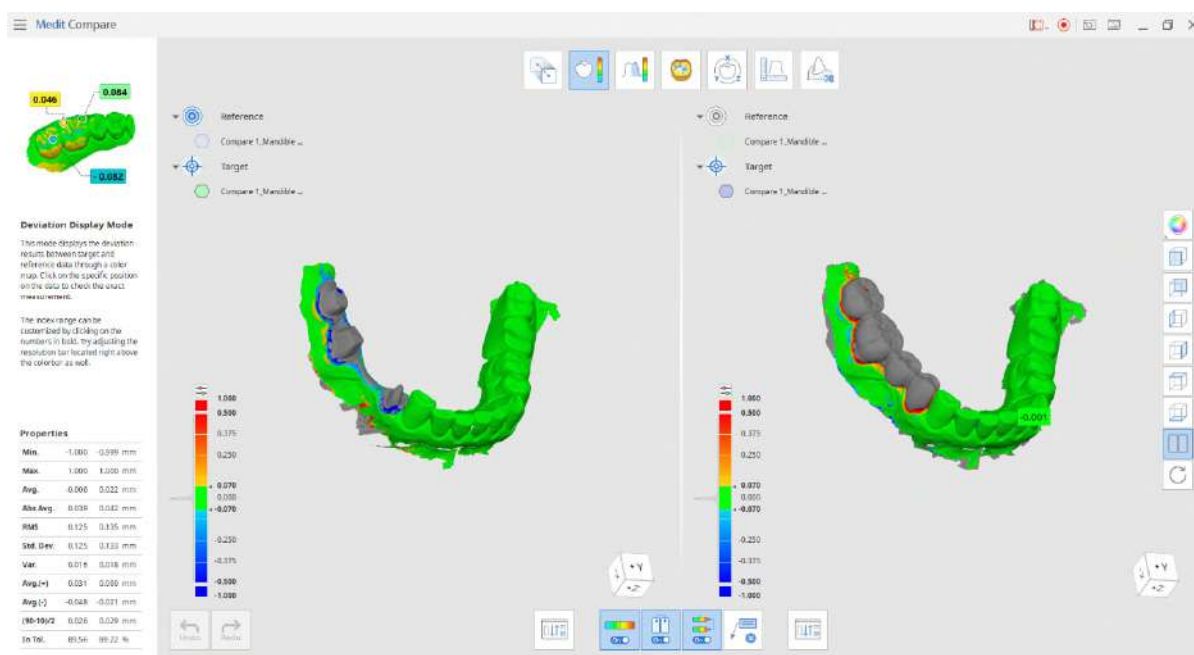 Medit Compare
0.046
0.084
-0.082
Deviation Display Mode
This mode displays the deviation
results between target and
reference data through a color
map. Click on the specific position
on the data to check the exact
measurement.
The index range can be
customized by clicking on the
numbers in bold. Try adjusting the
resolution bar located right above
the colorbar as well.
Properties
Min. -1.000 -0.999 mm
Max. 1.000 1.000 mm
Avg. 0.022 mm
Abs Avg. 0.039 0.042 mm
RMS 0.125 0.135 mm
Std. Dev. 0.125 0.133 mm
Var. 0.016 0.018 mm
Avg.(+) 0.031 mm
Avg.(-) -0.048 -0.021 mm
(90-10)/2 0.026 0.029 mm
In Tol. 89.56 89.22 %
Reference
Compare 1_Mandible ...
Target
Compare 1_Mandible ...
1.000
0.500
0.375
0.250
0.070
0.000
-0.070
-0.250
-0.375
-0.500
-1.000
+Y
+Z
Undo
Redo
Reference
Compare 1_Mandible ...
Target
Compare 1_Mandible ...
-0.001
1.000
0.500
0.375
0.250
0.070
0.000
-0.070
-0.250
-0.375
-0.500
-1.000
+Y
+Z